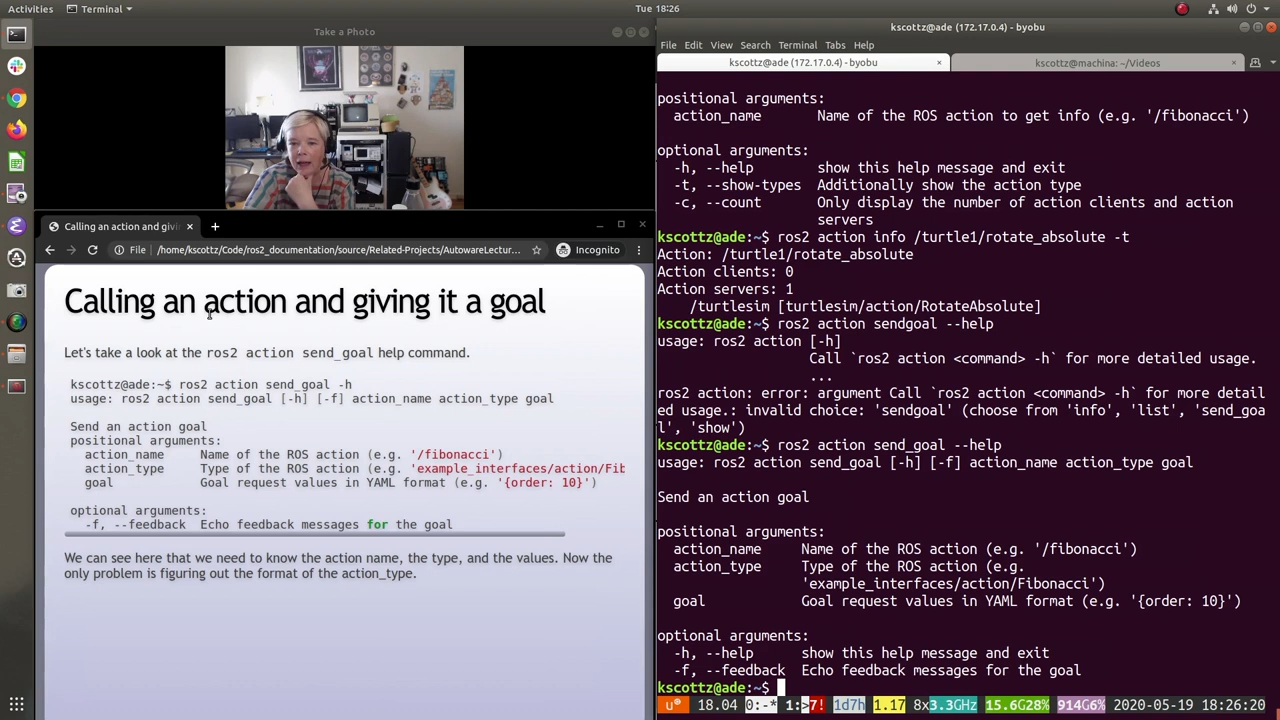 Activities
Terminal
Tue 18:26
Take a Photo
Calling an action and givi
File
/home/kscottz/Code/ros2_documentation/source/Related-Projects/AutowareLectur...
Incognito
Calling an action and giving it a goal
Let's take a look at the ros2 action send_goal help command.
kscottz@ade:~$ ros2 action send_goal -h
usage: ros2 action send_goal [-h] [-f] action_name action_type goal
Send an action goal
positional arguments:
action_name Name of the ROS action (e.g. '/fibonacci')
action_type Type of the ROS action (e.g. 'example_interfaces/action/Fib
goal Goal request values in YAML format (e.g. '{order: 10}')
optional arguments:
-f, --feedback Echo feedback messages for the goal
We can see here that we need to know the action name, the type, and the values. Now the
only problem is figuring out the format of the action_type.
kscottz@ade (172.17.0.4) - byobu
File Edit View Search Terminal Tabs Help
kscottz@ade (172.17.0.4) - byobu
kscottz@machina: ~/Videos
positional arguments:
action_name Name of the ROS action to get info (e.g. '/fibonacci')
optional arguments:
-h, --help show this help message and exit
-t, --show-types Additionally show the action type
-c, --count Only display the number of action clients and action
servers
kscottz@ade:~$ ros2 action info /turtle1/rotate_absolute -t
Action: /turtle1/rotate_absolute
Action clients: 0
Action servers: 1
/turtlesim [turtlesim/action/RotateAbsolute]
kscottz@ade:~$ ros2 action sendgoal --help
usage: ros2 action [-h]
Call `ros2 action <command> -h` for more detailed usage.
...
ros2 action: error: argument Call `ros2 action <command> -h` for more detail
ed usage.: invalid choice: 'sendgoal' (choose from 'info', 'list', 'send_goa
l', 'show')
kscottz@ade:~$ ros2 action send_goal --help
usage: ros2 action send_goal [-h] [-f] action_name action_type goal
Send an action goal
positional arguments:
action_name Name of the ROS action (e.g. '/fibonacci')
action_type Type of the ROS action (e.g.
'example_interfaces/action/Fibonacci')
goal Goal request values in YAML format (e.g. '{order: 10}')
optional arguments:
-h, --help show this help message and exit
-f, --feedback Echo feedback messages for the goal
kscottz@ade:~$
u 18.04 0:-* 1:>7! 1d7h 1.17 8x3.3GHz 15.6G28% 914G6% 2020-05-19 18:26:20